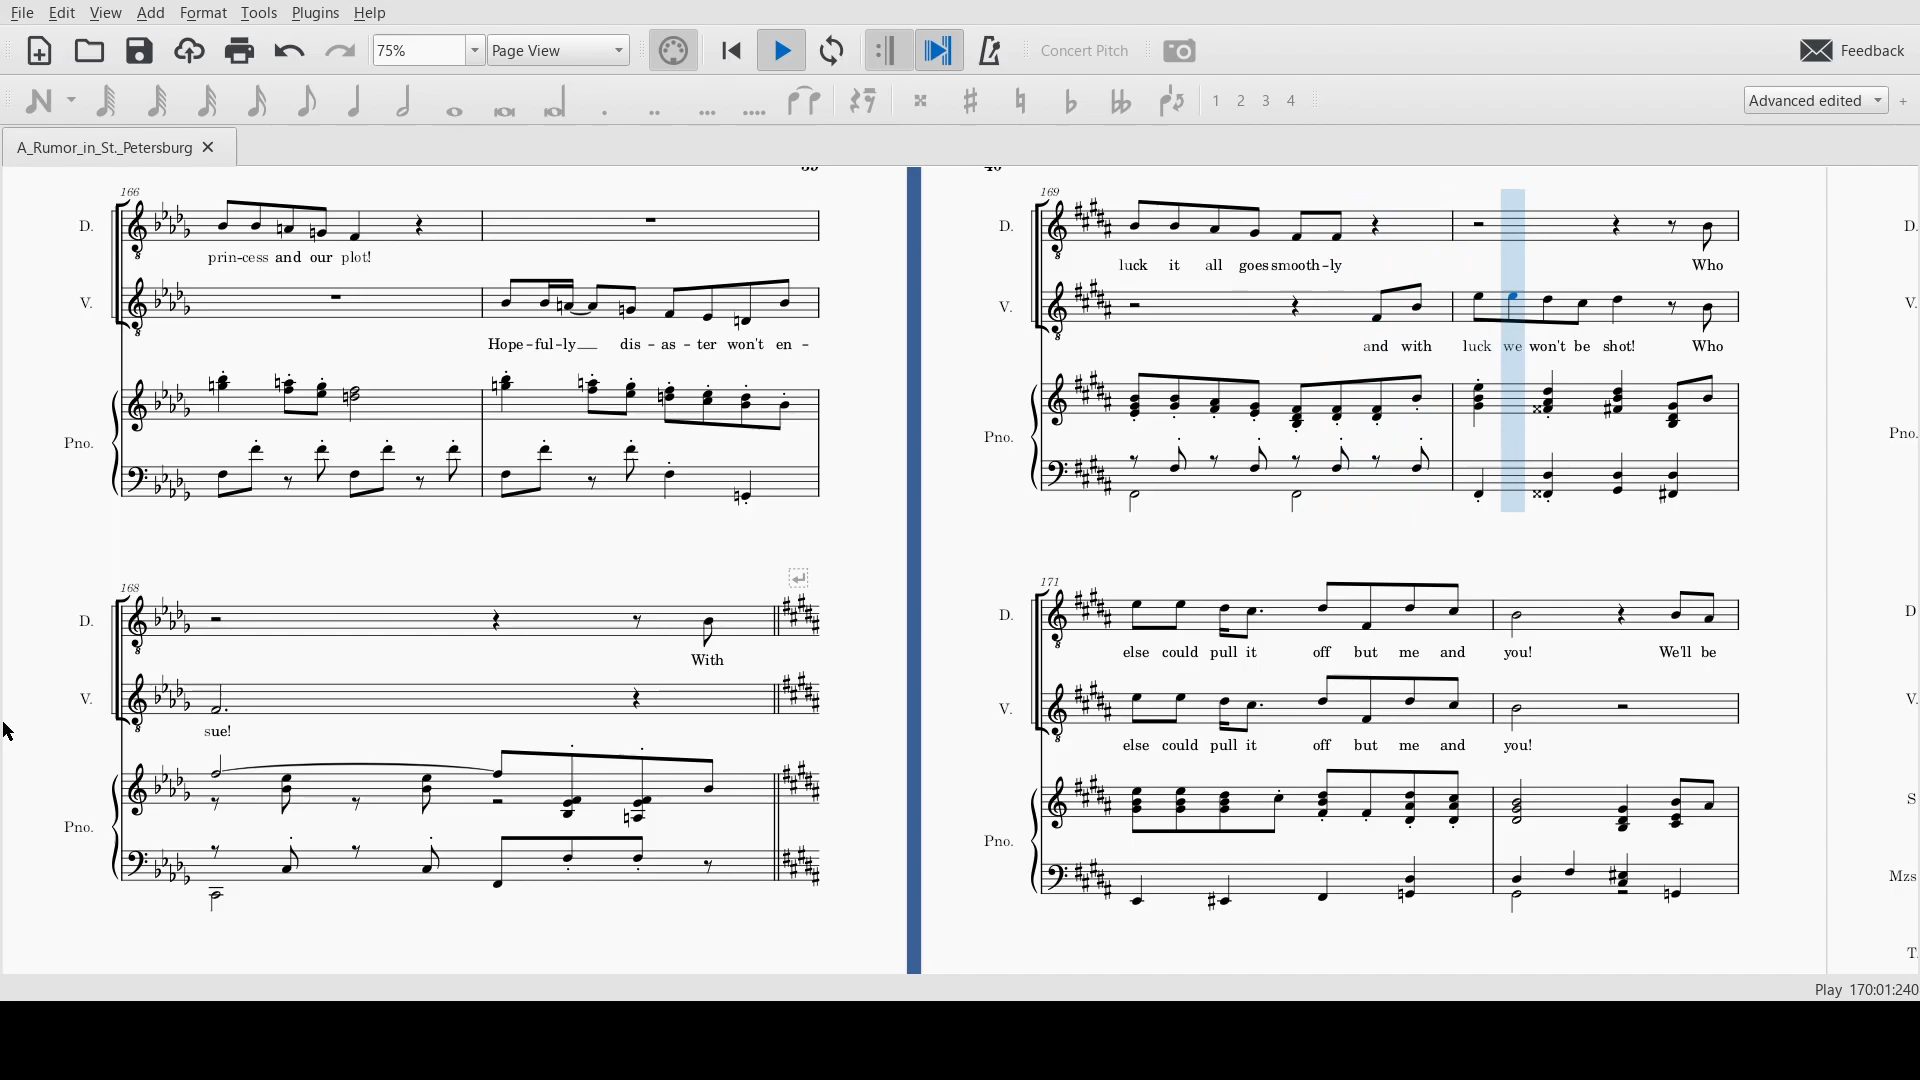 File Edit View Add Format Tools Plugins Help
75% Page View Concert Pitch Feedback
1 2 3 4 Advanced edited +
A_Rumor_in_St._Petersburg
39
166
D.
prin-cess and our plot!
V.
Hope-ful-ly__ dis-as-ter won't en-
Pno.
168
D.
With
V.
sue!
Pno.
40
169
D.
luck it all goes smooth-ly Who
V.
and with luck we won't be shot! Who
Pno.
171
D.
else could pull it off but me and you! We'll be
V.
else could pull it off but me and you!
Pno.
D.
V.
Pno.
D
V.
S
Mzs
T.
Play 170:01:240